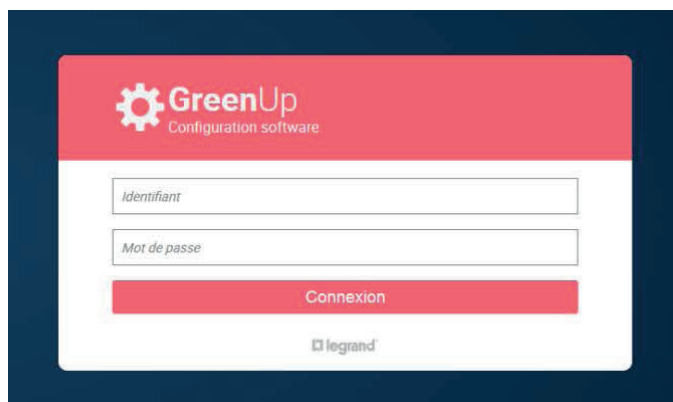 GreenUp
Configuration software
Identifiant
Mot de passe
Connexion
legrand